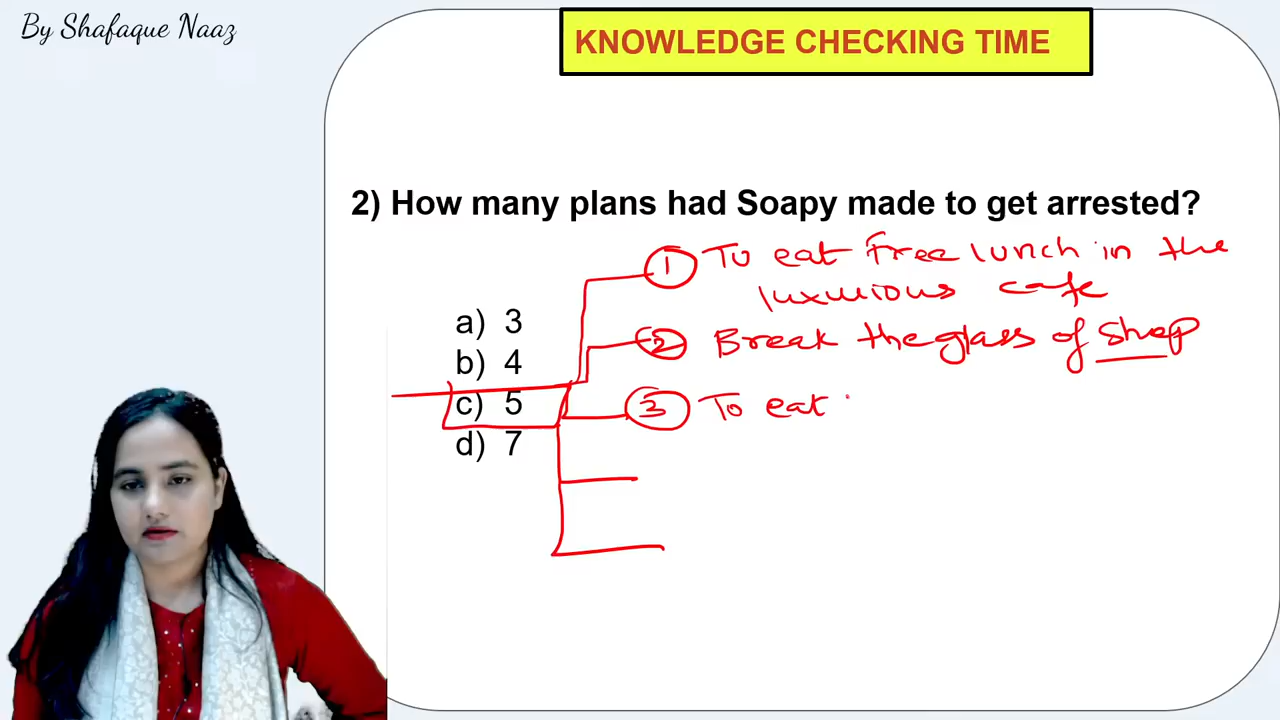 By Shafaque Naaz
KNOWLEDGE CHECKING TIME
2) How many plans had Soapy made to get arrested?
① To eat free lunch in the
luxurious cafe
a) 3
② Break the glass of shop
b) 4
c) 5
③ To eat
d) 7